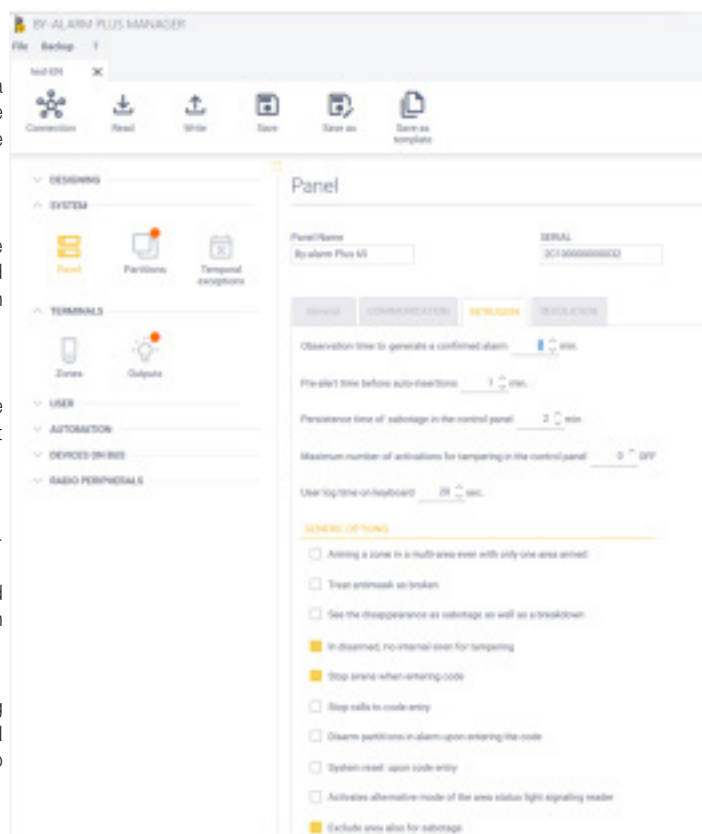 BY-ALARM PLUS MANAGER
File Backup ?
Connection Read Write Save Save as Save as template
DESIGNING
SYSTEM
Panel Partitions Temporal exceptions
TERMINALS
Zones Outputs
USER
AUTOMATION
DEVICES ON BUS
RADIO PERIPHERALS
Panel
Panel Name SERIAL
By-alarm Plus
General COMMUNICATION INTRUSION REGULATION
Observation time to generate a confirmed alarm min.
Pre-alert time before auto-insertions 1 min.
Persistence time of sabotage in the control panel 2 min
Maximum number of activations for tampering in the control panel 0 OFF
User log time on keyboard sec.
GENERIC OPTIONS
Arming a zone in a multi-area even with only one area armed
Treat antimask as broken
See the disappearance as sabotage as well as a breakdown
In disarmed, no internal siren for tampering
Stop sirens when entering code
Stop calls to code entry
Disarm partitions in alarm upon entering the code
System reset upon code entry
Activates alternative mode of the area status light signaling reader
Exclude area also for sabotage